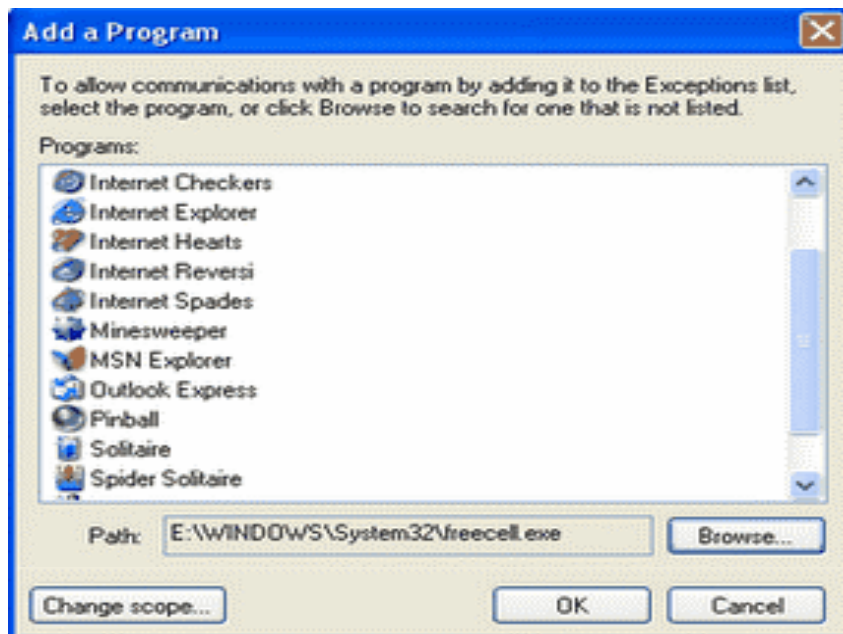 Add a Program
To allow communications with a program by adding it to the Exceptions list,
select the program, or click Browse to search for one that is not listed.
Programs:
Internet Checkers
Internet Explorer
Internet Hearts
Internet Reversi
Internet Spades
Minesweeper
MSN Explorer
Outlook Express
Pinball
Solitaire
Spider Solitaire
Path: E:\WINDOWS\System32\freecell.exe Browse...
Change scope... OK Cancel